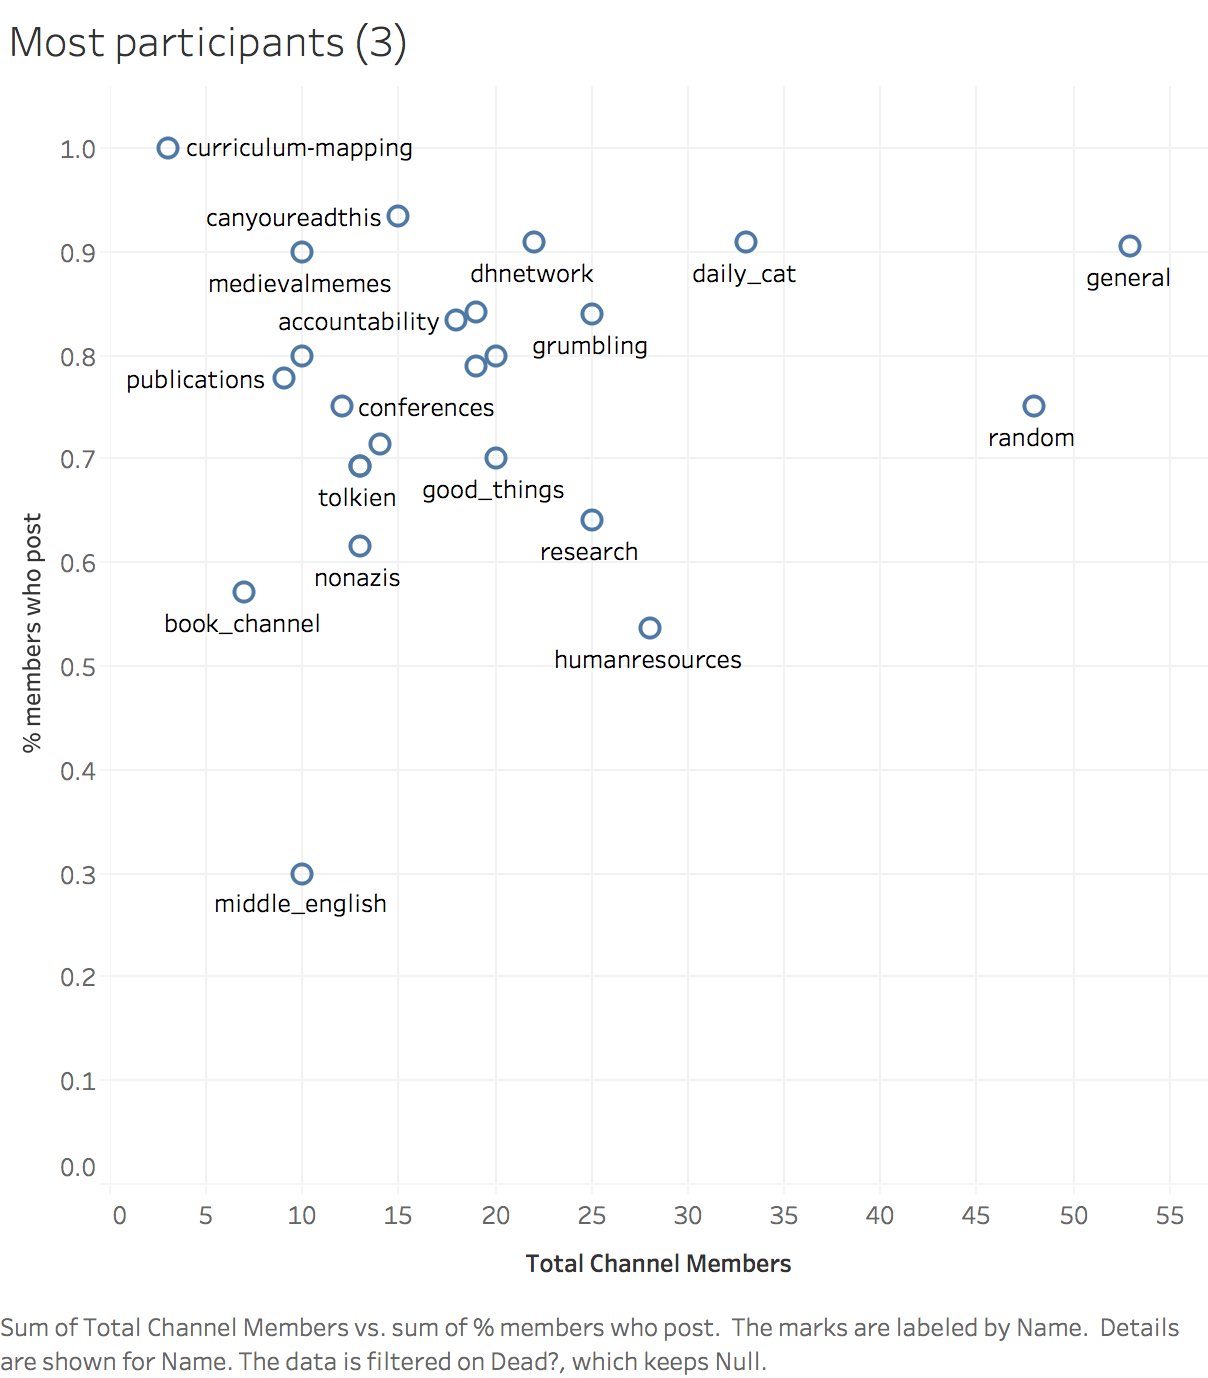 Most participants (3)
1.0
curriculum-mapping
canyoureadthis
0.9
medievalmemes
dhnetwork
daily_cat
general
accountability
grumbling
0.8
publications
conferences
random
0.7
tolkien
good_things
research
0.6
nonazis
book_channel
humanresources
0.5
% members who post
0.4
0.3
middle_english
0.2
0.1
0.0
0 5 10 15 20 25 30 35 40 45 50 55
Total Channel Members
Sum of Total Channel Members vs. sum of % members who post.  The marks are labeled by Name.  Details
are shown for Name. The data is filtered on Dead?, which keeps Null.